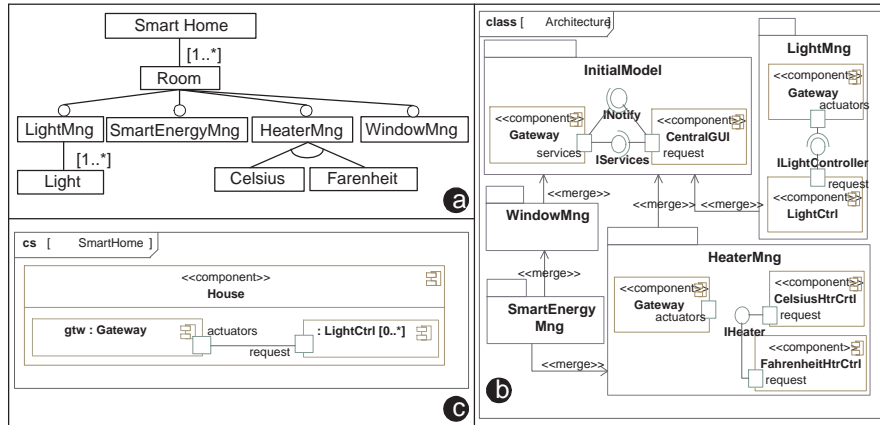 Smart Home
[1..*]
Room
LightMng
SmartEnergyMng
HeaterMng
WindowMng
[1..*]
Light
Celsius
Farenheit
a
cs [ SmartHome ]
<<component>>
House
gtw : Gateway
actuators
request
: LightCtrl [0..*]
c
class [ Architecture ]
InitialModel
<<component>>
Gateway
services
INotify
IServices
<<component>>
CentralGUI
request
LightMng
<<component>>
Gateway
actuators
ILightController
request
<<component>>
LightCtrl
<<merge>>
<<merge>>
<<merge>>
WindowMng
<<merge>>
SmartEnergy
Mng
<<merge>>
HeaterMng
<<component>>
Gateway
actuators
IHeater
<<component>>
CelsiusHtrCrtl
request
<<component>>
FahrenheitHtrCtrl
request
b